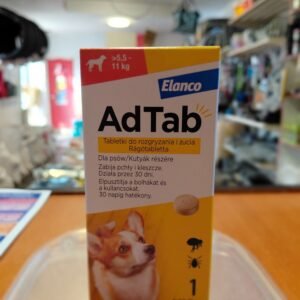 >5,5 -
11 kg
Elanco
AdTab
Tabletki do rozgryzania i żucia
Rágótabletta
Dla psów/Kutyák részére
Zabija pchły i kleszcze.
Działa przez 30 dni.
Elpusztítja a bolhákat és
a kullancsokat.
30 napig hatékony.
1